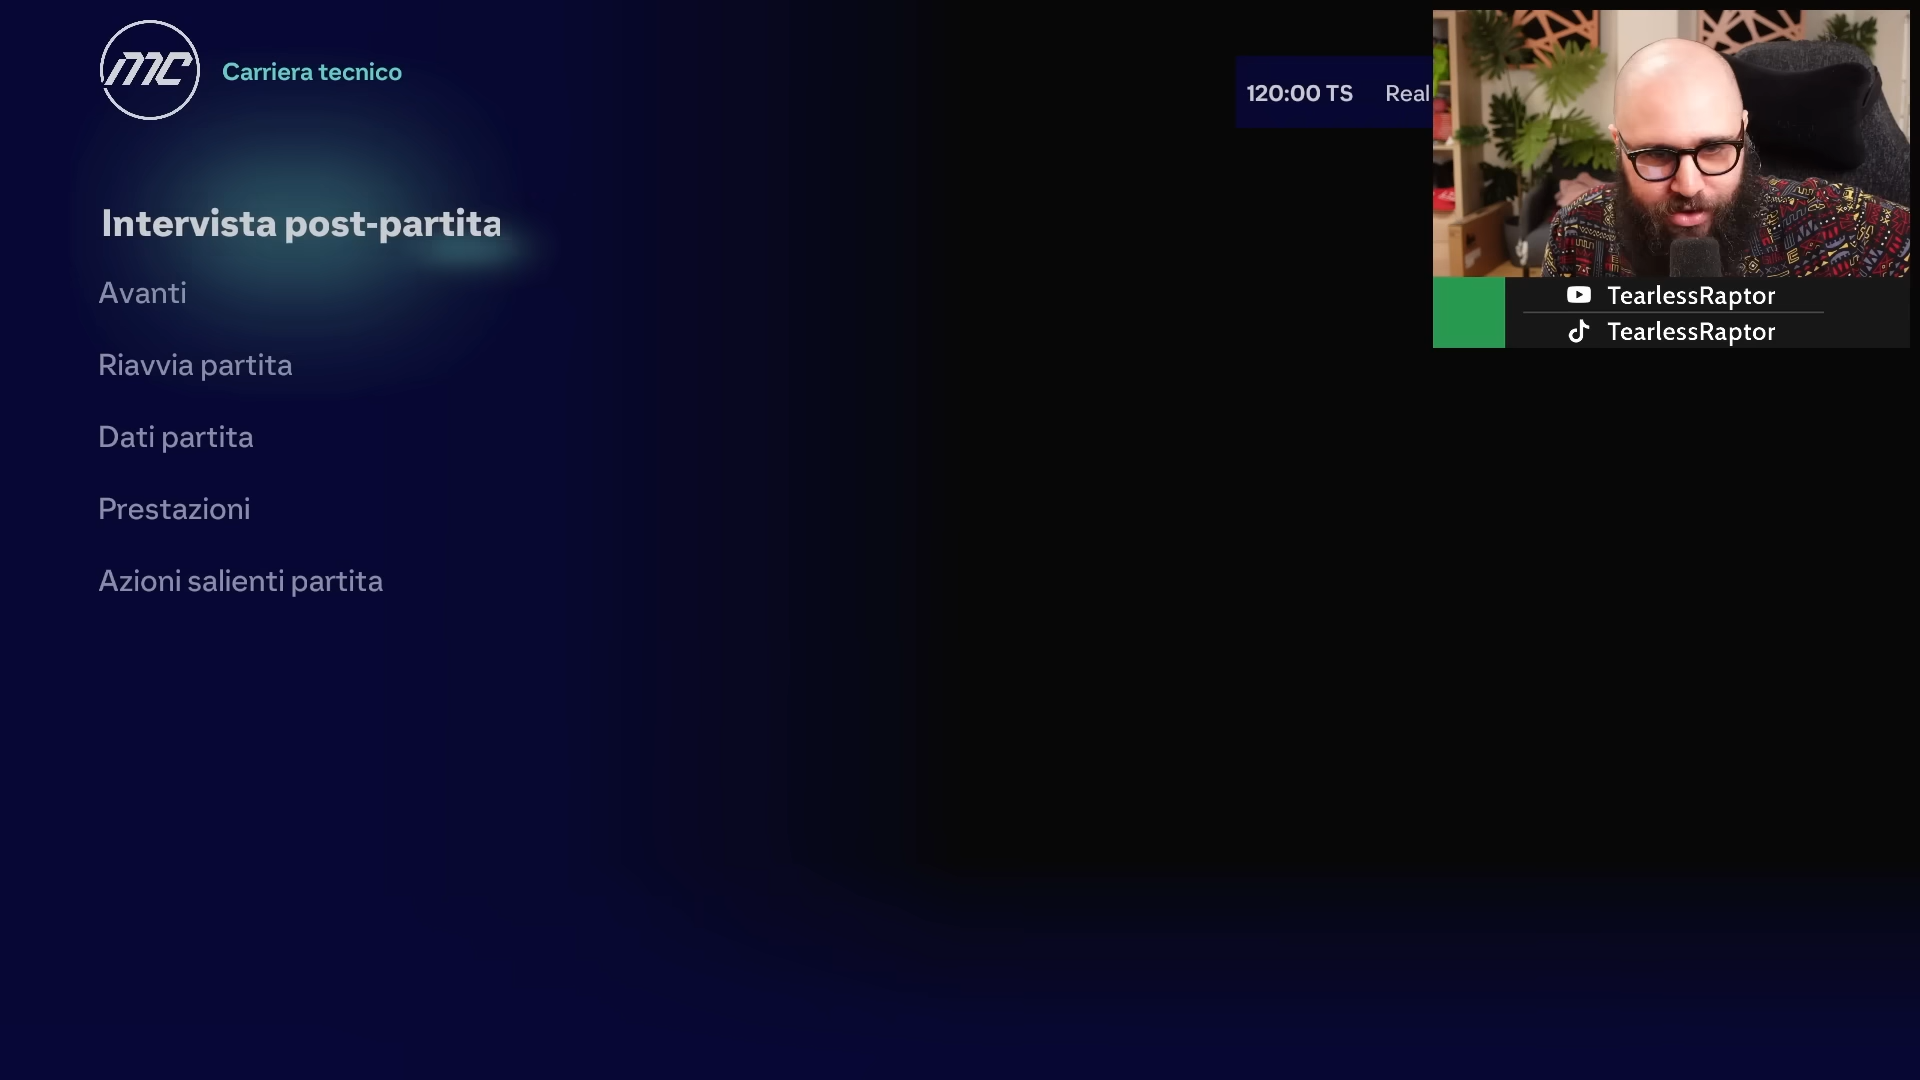 MC
Carriera tecnico
120:00 TS Real
Intervista post-partita
Avanti
Riavvia partita
Dati partita
Prestazioni
Azioni salienti partita
TearlessRaptor
TearlessRaptor